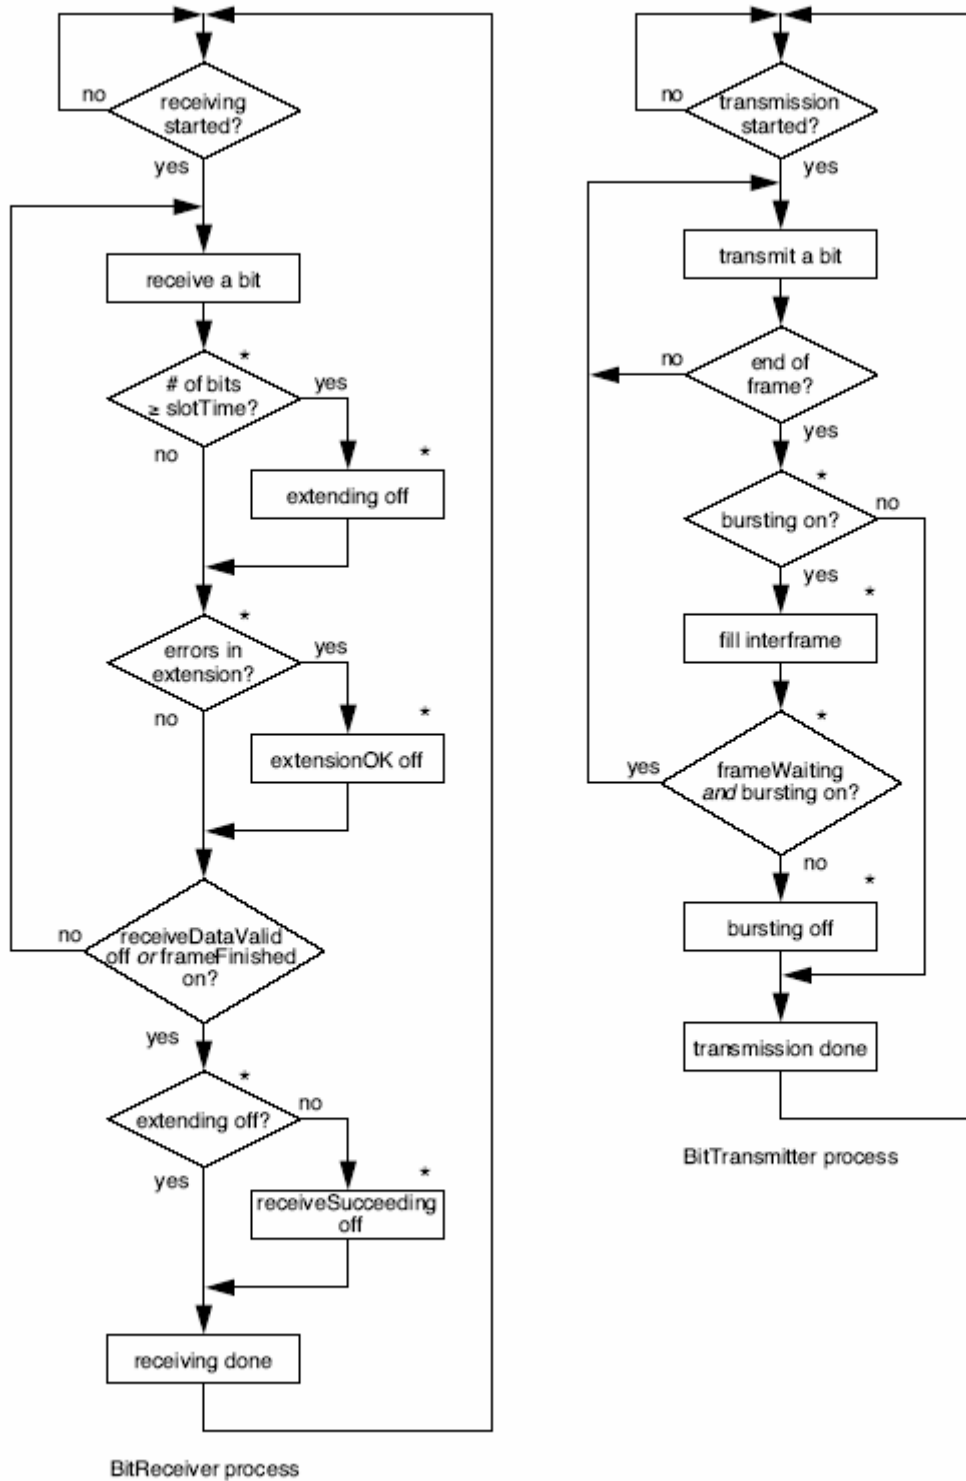 receiving
started?
no
yes
receive a bit
*
# of bits
≥ slotTime?
yes
no
*
extending off
*
errors in
extension?
yes
no
*
extensionOK off
receiveDataValid
off or frameFinished
on?
no
yes
*
extending off?
no
yes
*
receiveSucceeding
off
receiving done
BitReceiver process
transmission
started?
no
yes
transmit a bit
end of
frame?
no
yes
*
bursting on?
no
yes
*
fill interframe
*
frameWaiting
and bursting on?
yes
no
*
bursting off
transmission done
BitTransmitter process